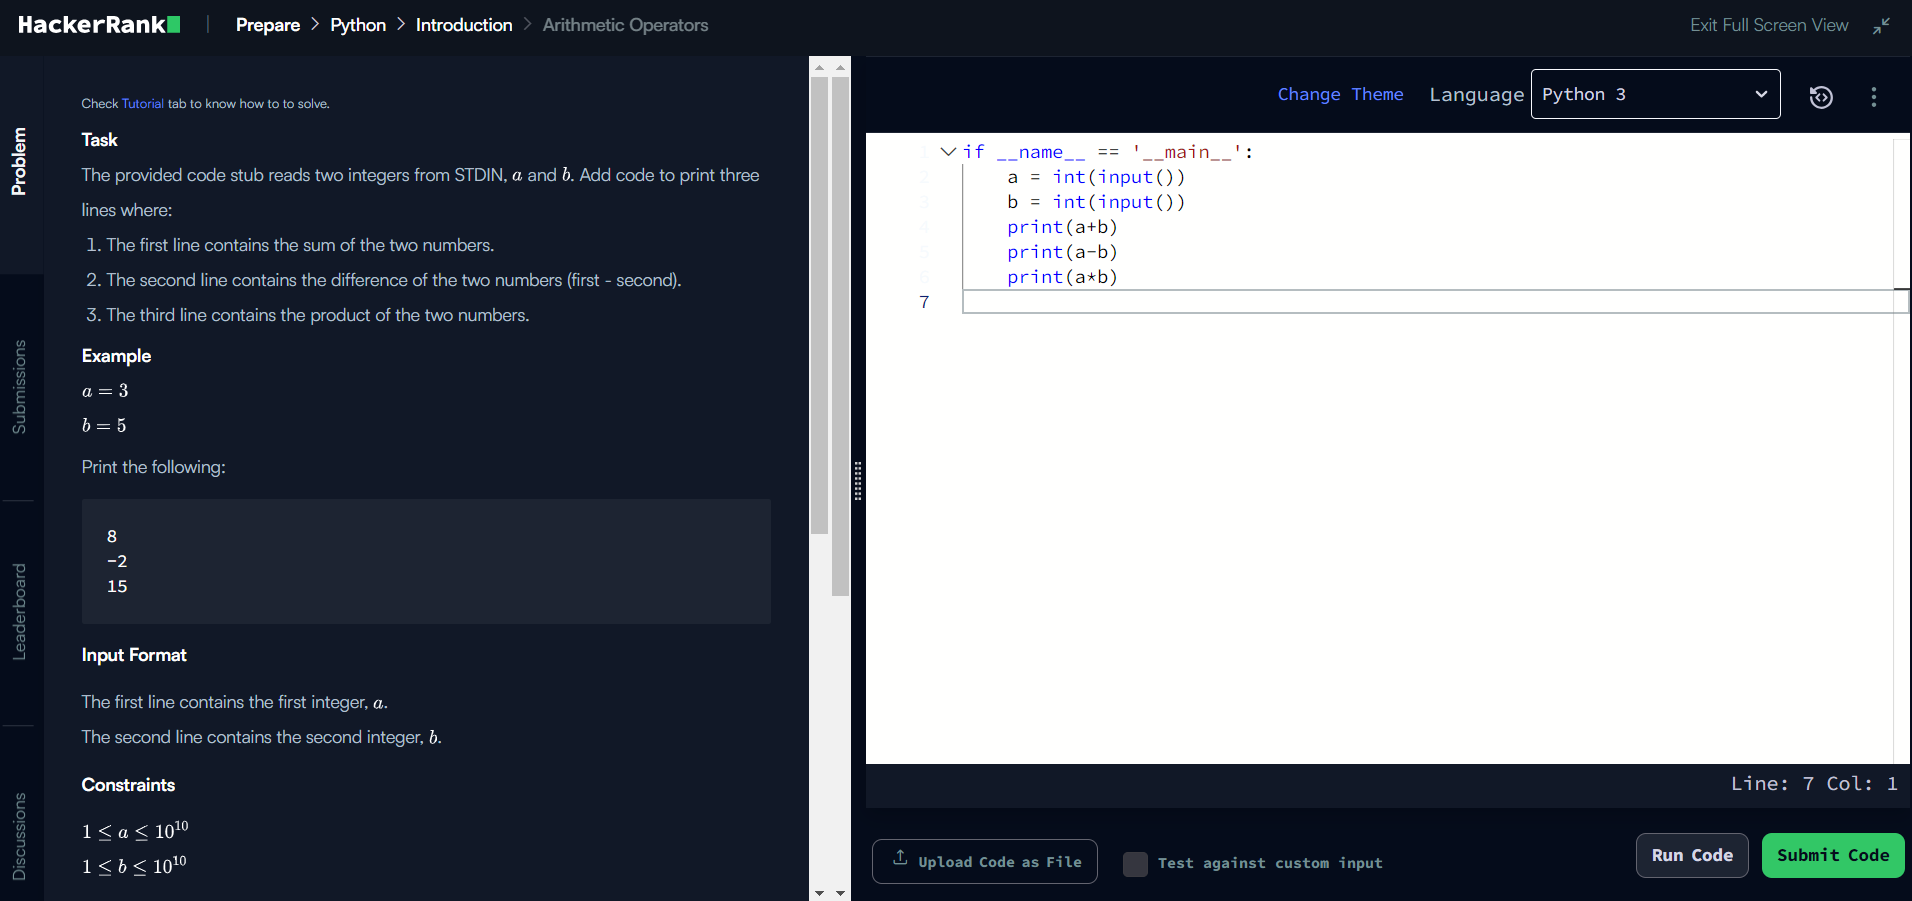 HackerRank
Prepare > Python > Introduction > Arithmetic Operators
Exit Full Screen View
Problem
Submissions
Leaderboard
Discussions
Check Tutorial tab to know how to to solve.
Task
The provided code stub reads two integers from STDIN, a and b. Add code to print three
lines where:
1. The first line contains the sum of the two numbers.
2. The second line contains the difference of the two numbers (first - second).
3. The third line contains the product of the two numbers.
Example
a = 3
b = 5
Print the following:
8
-2
15
Input Format
The first line contains the first integer, a.
The second line contains the second integer, b.
Constraints
1 ≤ a ≤ 10^10
1 ≤ b ≤ 10^10
Change Theme Language Python 3
1 if __name__ == '__main__':
2     a = int(input())
3     b = int(input())
4     print(a+b)
5     print(a-b)
6     print(a*b)
7
Line: 7 Col: 1
Upload Code as File
Test against custom input
Run Code
Submit Code